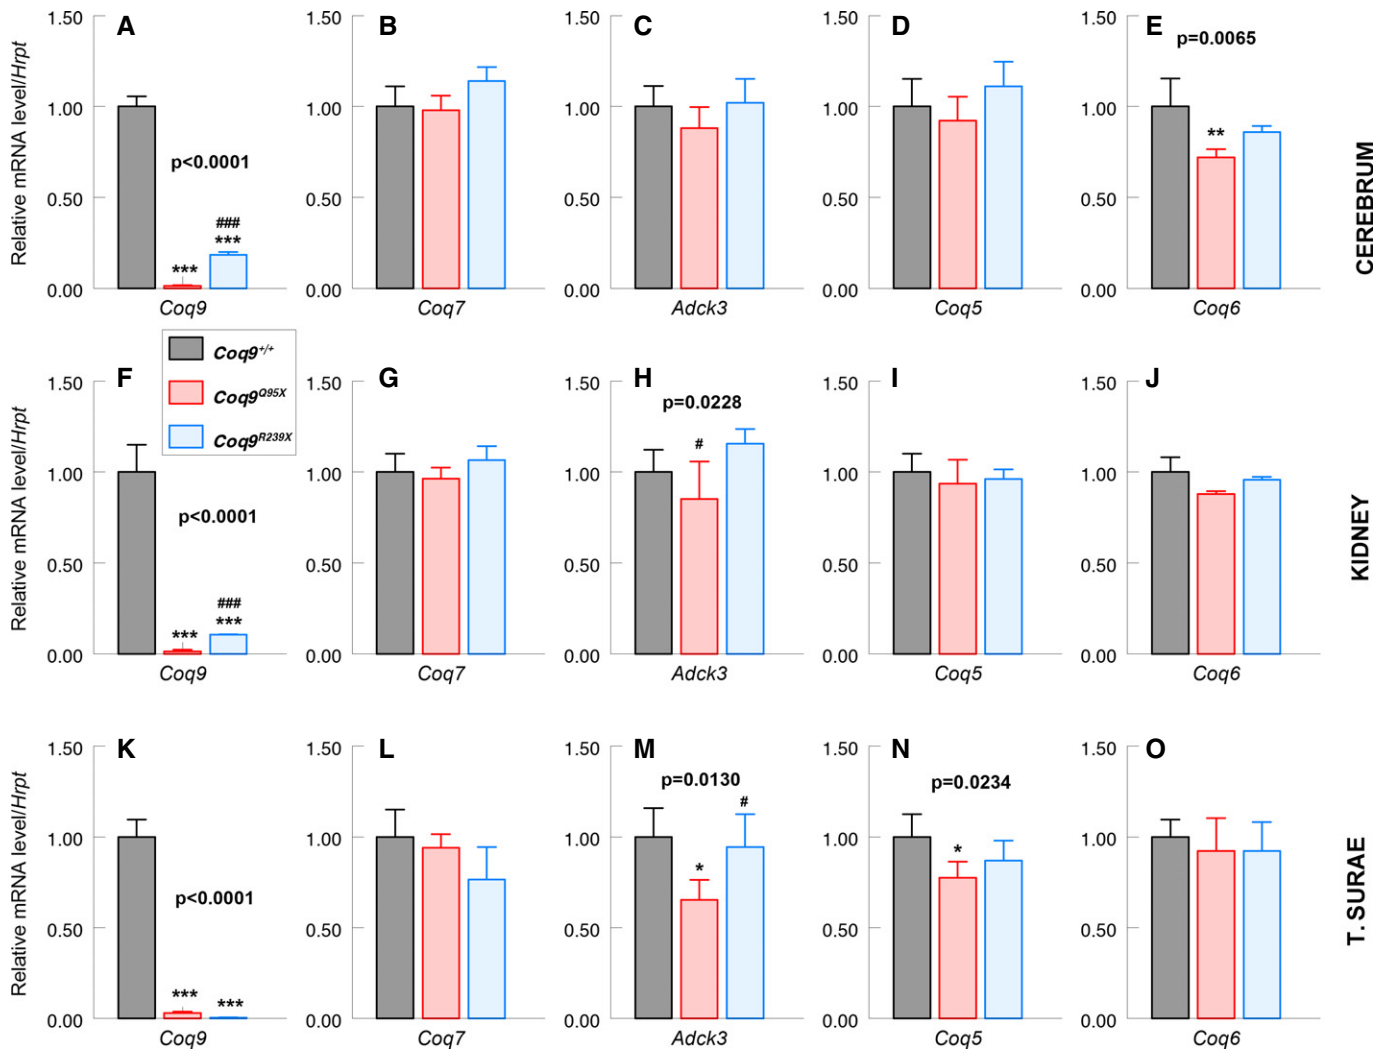 A
B
C
D
E
Relative mRNA level/Hrpt
1.50
1.00
0.50
0.00
p<0.0001
***
###
***
Coq9
1.50
1.00
0.50
0.00
Coq7
1.50
1.00
0.50
0.00
Adck3
1.50
1.00
0.50
0.00
Coq5
1.50
1.00
0.50
0.00
p=0.0065
**
Coq6
CEREBRUM
Coq9+/+
Coq9Q95X
Coq9R239X
F
G
H
I
J
Relative mRNA level/Hrpt
1.50
1.00
0.50
0.00
p<0.0001
***
###
***
Coq9
1.50
1.00
0.50
0.00
Coq7
1.50
1.00
0.50
0.00
p=0.0228
#
Adck3
1.50
1.00
0.50
0.00
Coq5
1.50
1.00
0.50
0.00
Coq6
KIDNEY
K
L
M
N
O
Relative mRNA level/Hrpt
1.50
1.00
0.50
0.00
p<0.0001
***
***
Coq9
1.50
1.00
0.50
0.00
Coq7
1.50
1.00
0.50
0.00
p=0.0130
*
#
Adck3
1.50
1.00
0.50
0.00
p=0.0234
*
Coq5
1.50
1.00
0.50
0.00
Coq6
T. SURAE